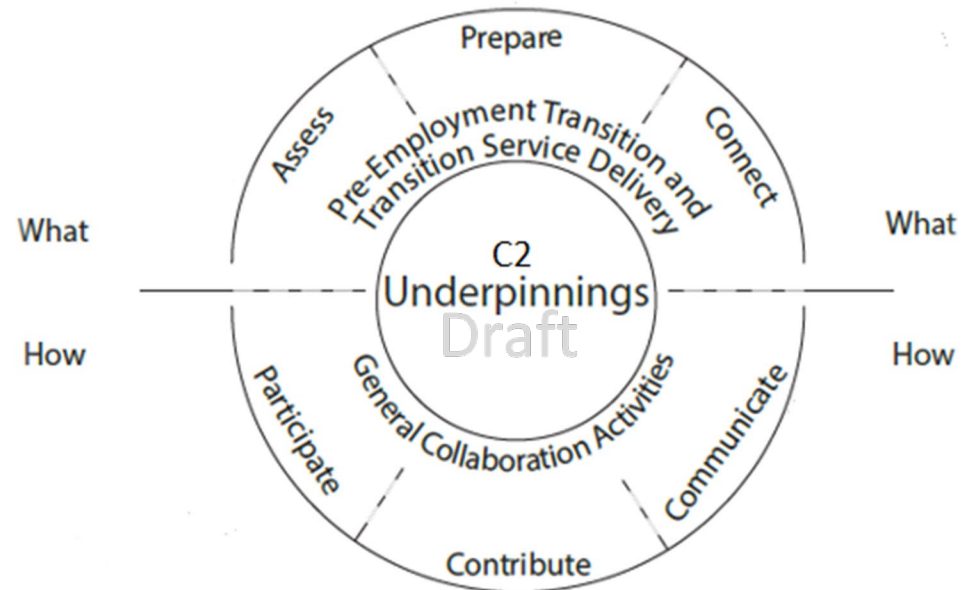 Prepare
Assess
Connect
Pre-Employment Transition and
Transition Service Delivery
What
What
C2
Underpinnings
Draft
How
How
General Collaboration Activities
Participate
Communicate
Contribute